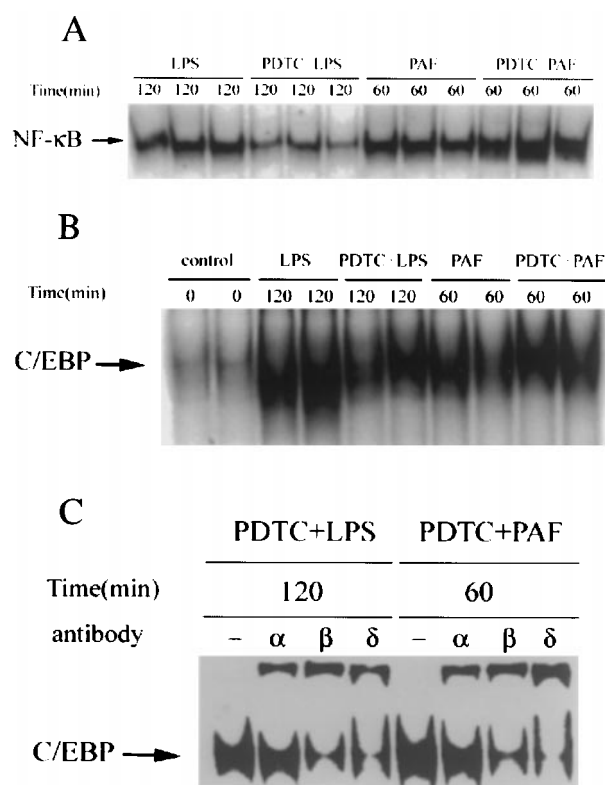 A
LPS PDTC LPS PAF PDTC PAF
Time(min) 120 120 120 120 120 120 60 60 60 60 60 60
NF-κB
B
control LPS PDTC·LPS PAF PDTC·PAF
Time(min) 0 0 120 120 120 120 60 60 60 60
C/EBP
C
PDTC+LPS PDTC+PAF
Time(min) 120 60
antibody – α β δ – α β δ
C/EBP